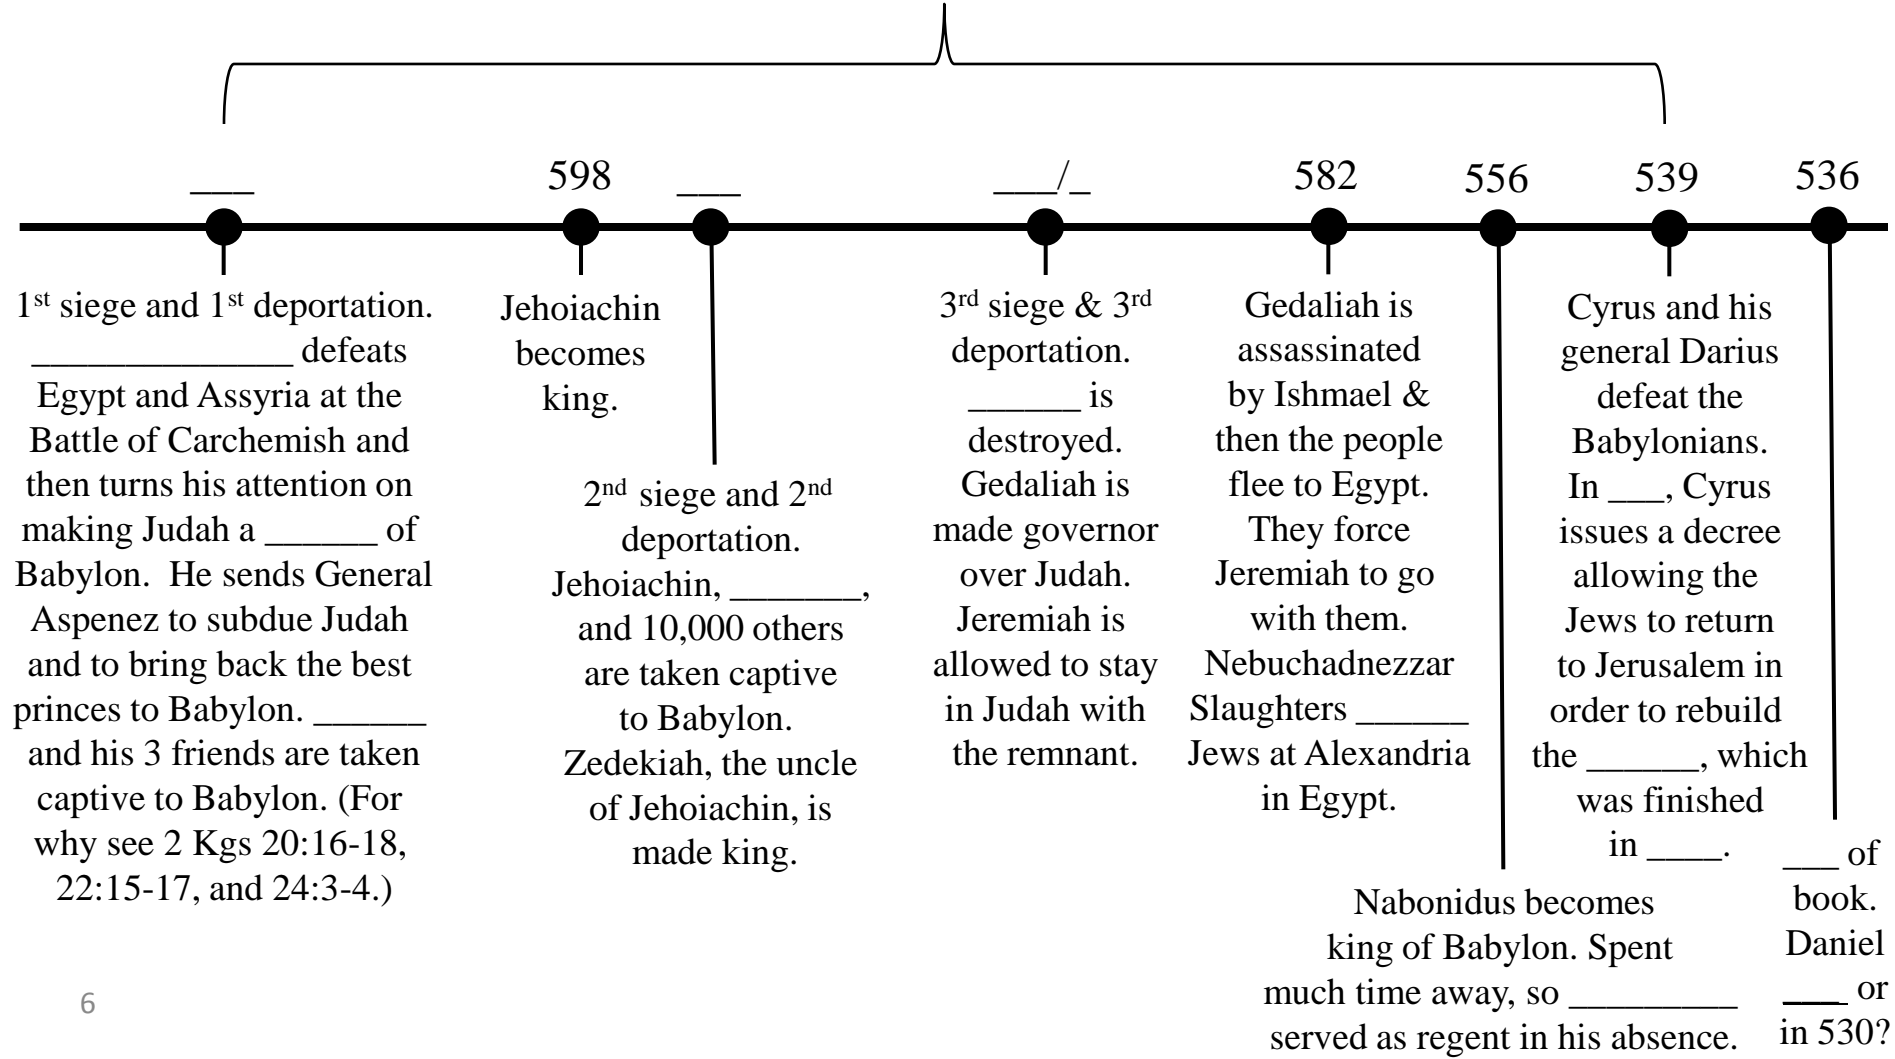 ___
598
___
___/_
582
556
539
536
1st siege and 1st deportation.
______________ defeats
Egypt and Assyria at the
Battle of Carchemish and
then turns his attention on
making Judah a ______ of
Babylon.  He sends General
Aspenez to subdue Judah
and to bring back the best
princes to Babylon. ______
and his 3 friends are taken
captive to Babylon. (For
why see 2 Kgs 20:16-18,
22:15-17, and 24:3-4.)
Jehoiachin
becomes
king.
2nd siege and 2nd
deportation.
Jehoiachin, _______,
and 10,000 others
are taken captive
to Babylon.
Zedekiah, the uncle
of Jehoiachin, is
made king.
3rd siege & 3rd
deportation.
______ is
destroyed.
Gedaliah is
made governor
over Judah.
Jeremiah is
allowed to stay
in Judah with
the remnant.
Gedaliah is
assassinated
by Ishmael &
then the people
flee to Egypt.
They force
Jeremiah to go
with them.
Nebuchadnezzar
Slaughters ______
Jews at Alexandria
in Egypt.
Nabonidus becomes
king of Babylon. Spent
much time away, so _________
served as regent in his absence.
Cyrus and his
general Darius
defeat the
Babylonians.
In ___, Cyrus
issues a decree
allowing the
Jews to return
to Jerusalem in
order to rebuild
the ______, which
was finished
in ____.
___ of
book.
Daniel
___ or
in 530?
6